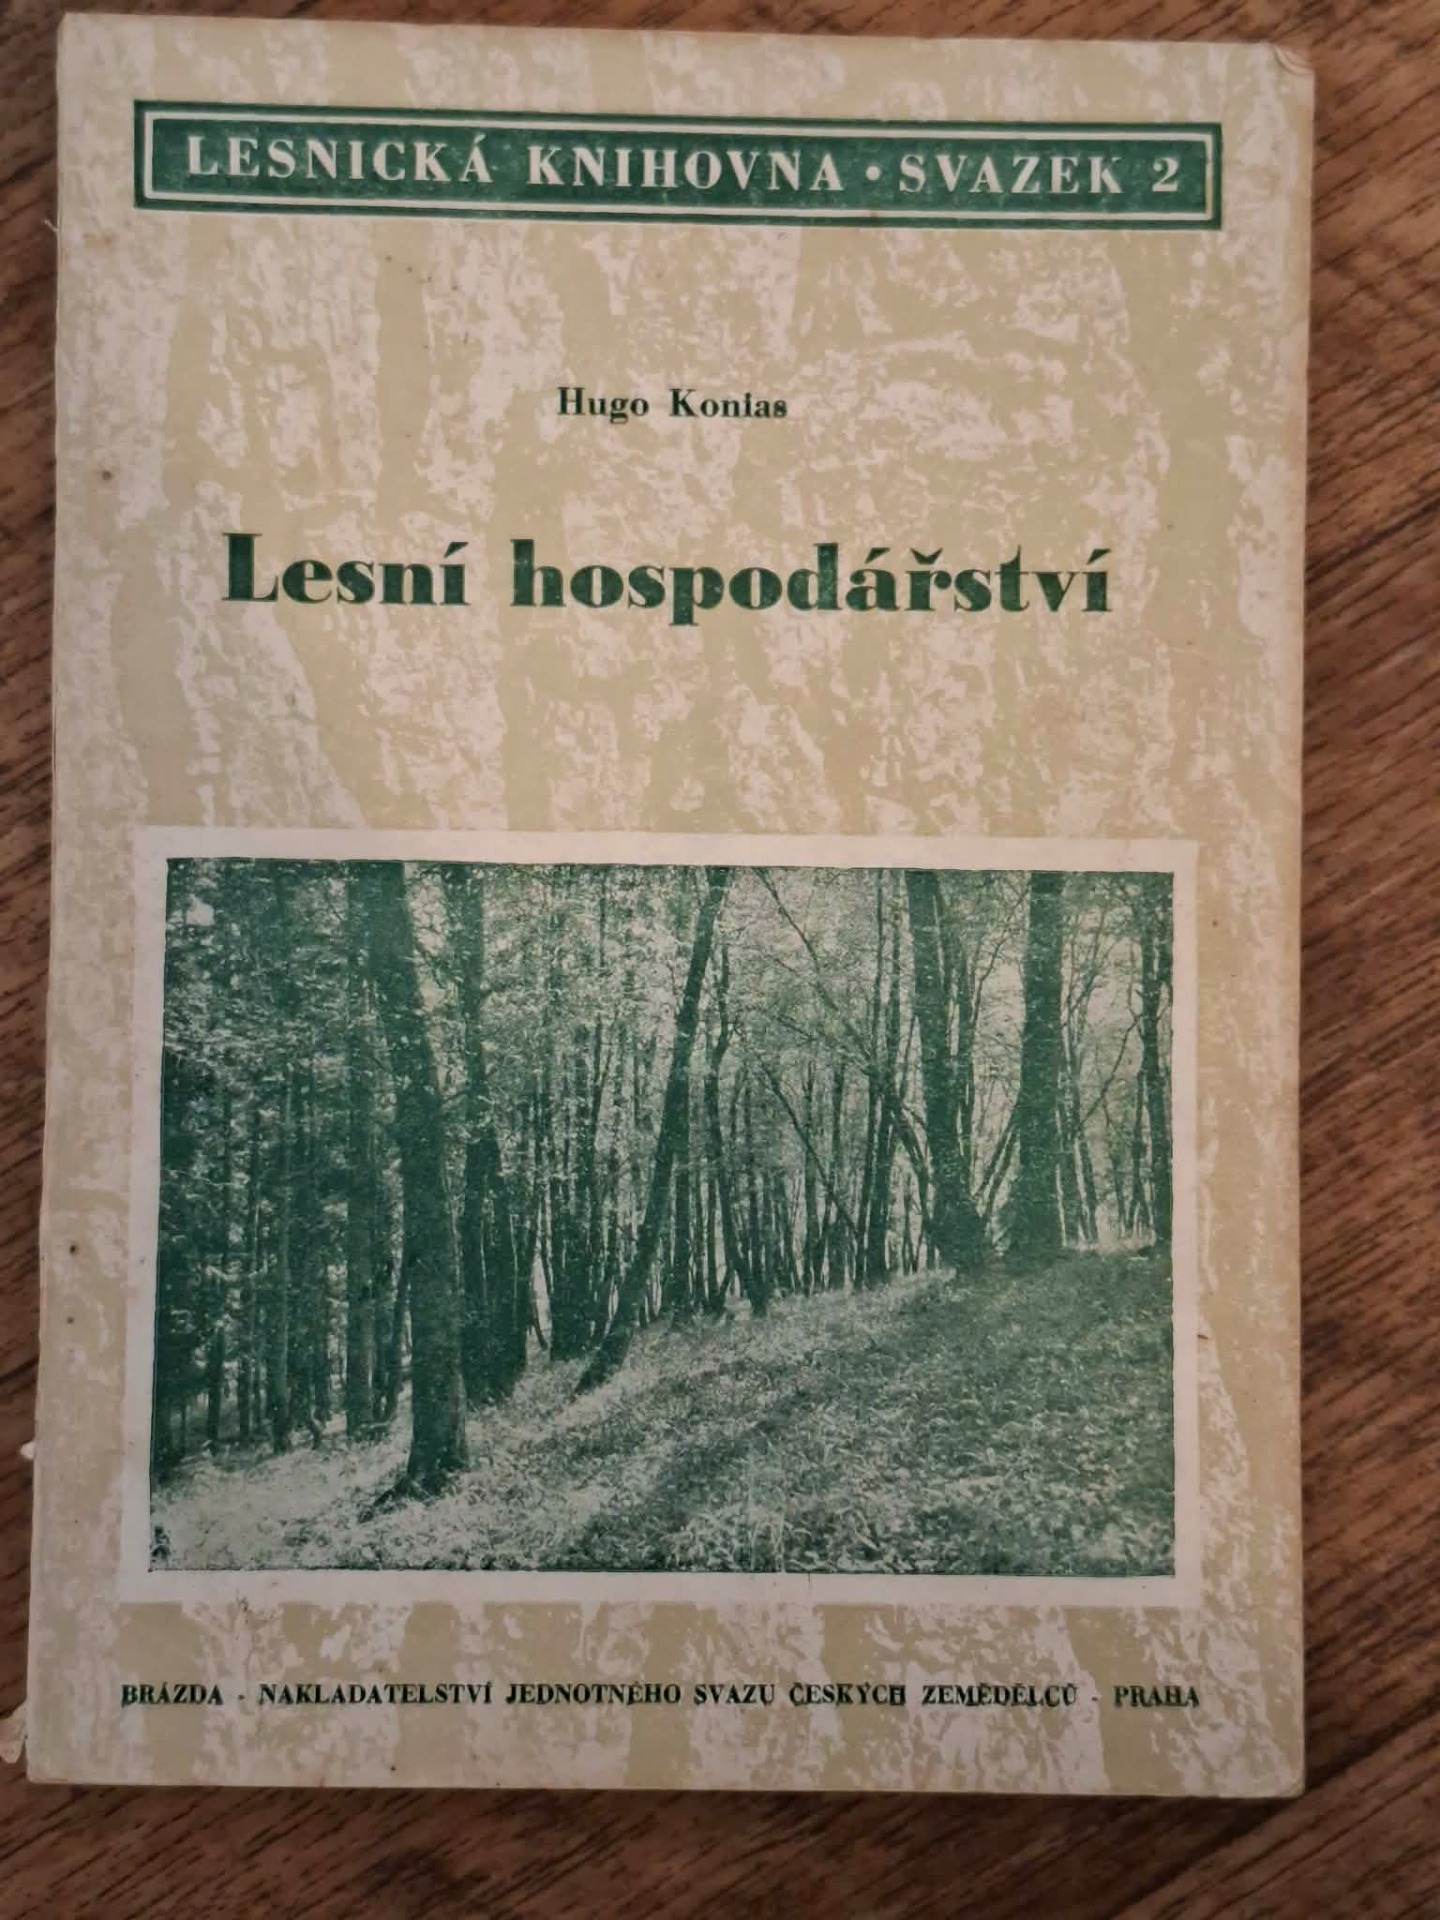 LESNICKÁ KNIHOVNA • SVAZEK 2
Hugo Konias
Lesní hospodářství
BRÁZDA - NAKLADATELSTVÍ JEDNOTNÉHO SVAZU ČESKÝCH ZEMĚDĚLCŮ - PRAHA